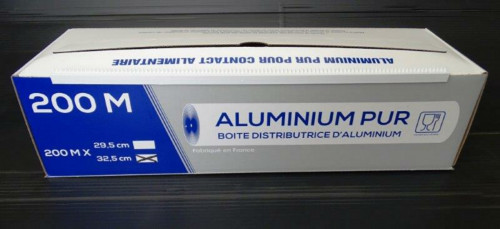 ALUMINIUM PUR POUR CONTACT ALIMENTAIRE
200 M
ALUMINIUM PUR
BOITE DISTRIBUTRICE D'ALUMINIUM
200 M X
29,5 cm
32,5 cm
Fabriqué en France